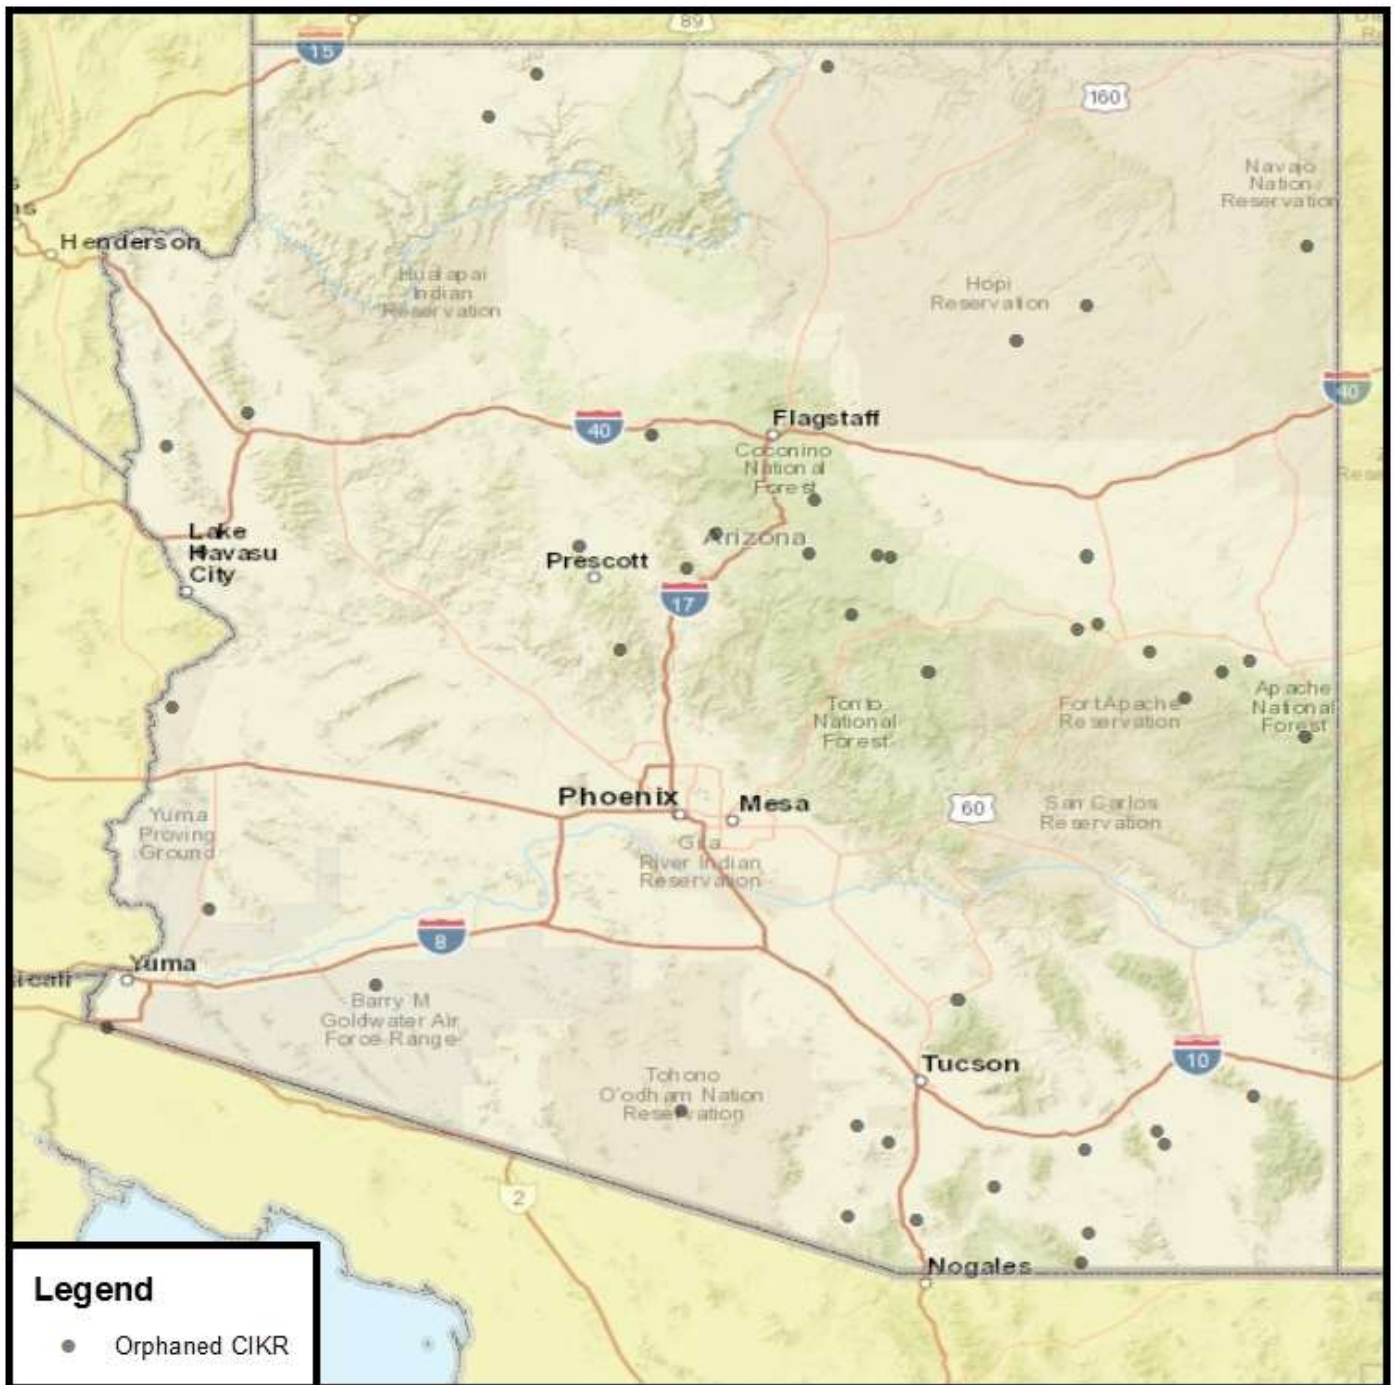 89
15
160
Navajo
Nation
Reservation
Henderson
Hualapai
Indian
Reservation
Hopi
Reservation
40
40
Flagstaff
Coconino
National
Forest
Lake
Havasu
City
Arizona
Prescott
17
Tonto
National
Forest
Fort Apache
Reservation
Apache
National
Forest
Phoenix
Mesa
60
San Carlos
Reservation
Yuma
Proving
Ground
Gila
River Indian
Reservation
8
Yuma
Barry M
Goldwater Air
Force Range
Tucson
10
Tohono
O'odham Nation
Reservation
2
Nogales
Legend
Orphaned CIKR